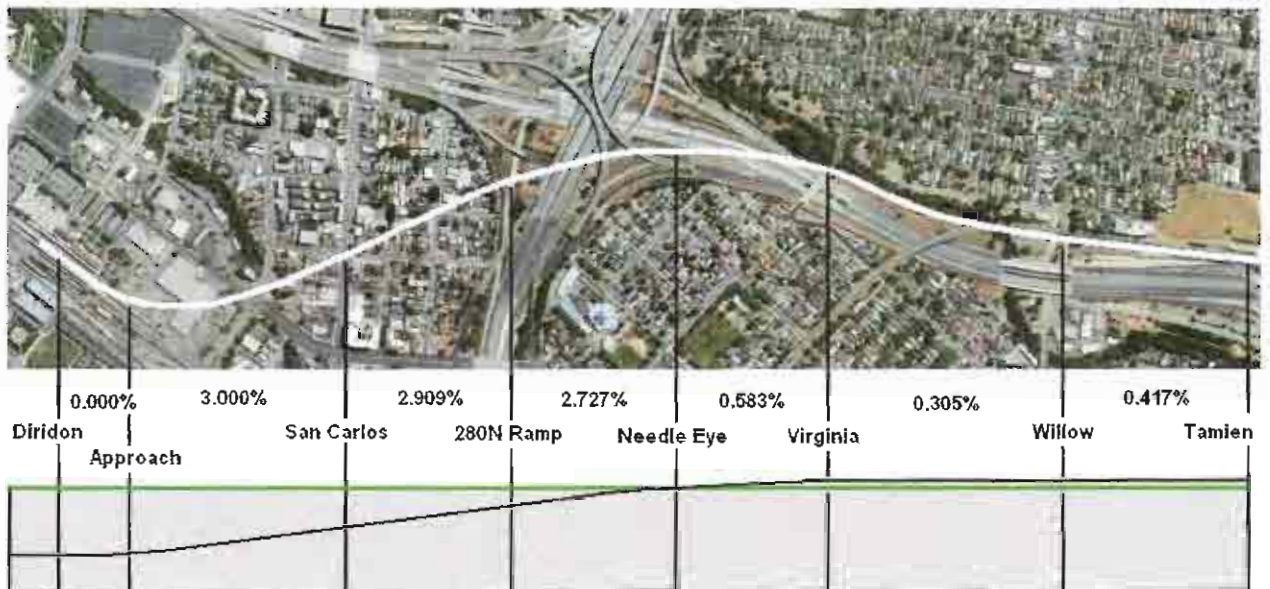 0.000% 3.000% 2.909% 2.727% 0.583% 0.305% 0.417%
Diridon San Carlos 280N Ramp Needle Eye Virginia Willow Tamien
Approach